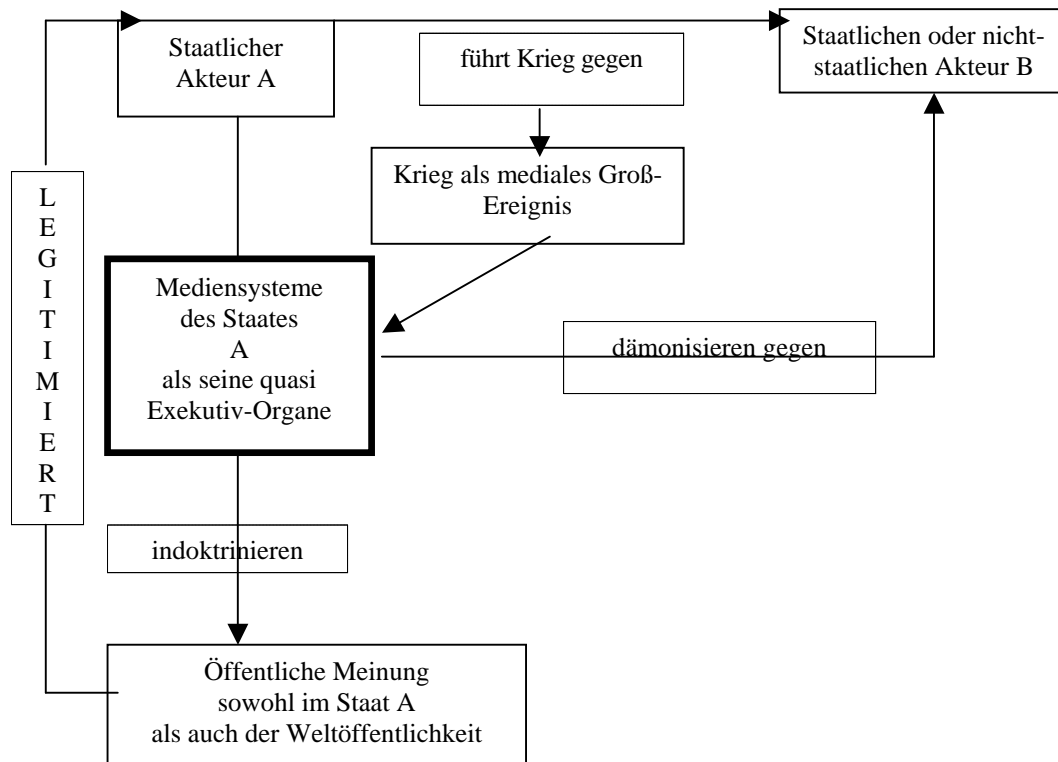 Staatlicher
Akteur A
führt Krieg gegen
Staatlichen oder nicht-
staatlichen Akteur B
Krieg als mediales Groß-
Ereignis
L
E
G
I
T
I
M
I
E
R
T
Mediensysteme
des Staates
A
als seine quasi
Exekutiv-Organe
dämonisieren gegen
indoktrinieren
Öffentliche Meinung
sowohl im Staat A
als auch der Weltöffentlichkeit